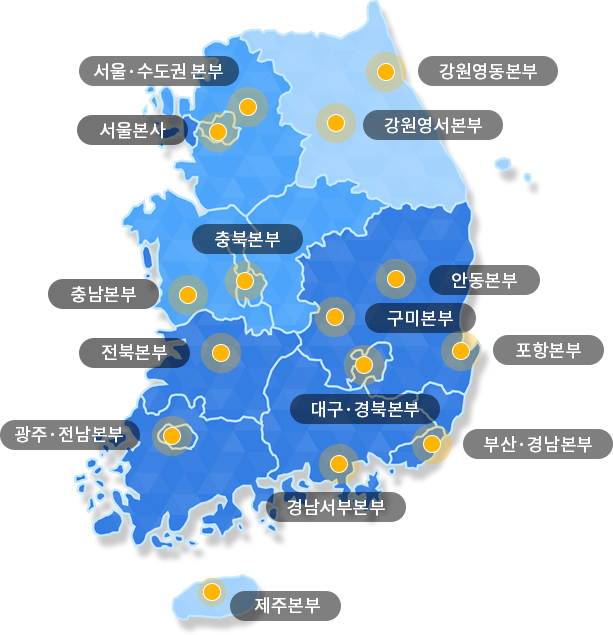 서울·수도권 본부
강원영동본부
강원영서본부
서울본사
충북본부
안동본부
충남본부
구미본부
포항본부
전북본부
대구·경북본부
광주·전남본부
부산·경남본부
경남서부본부
제주본부